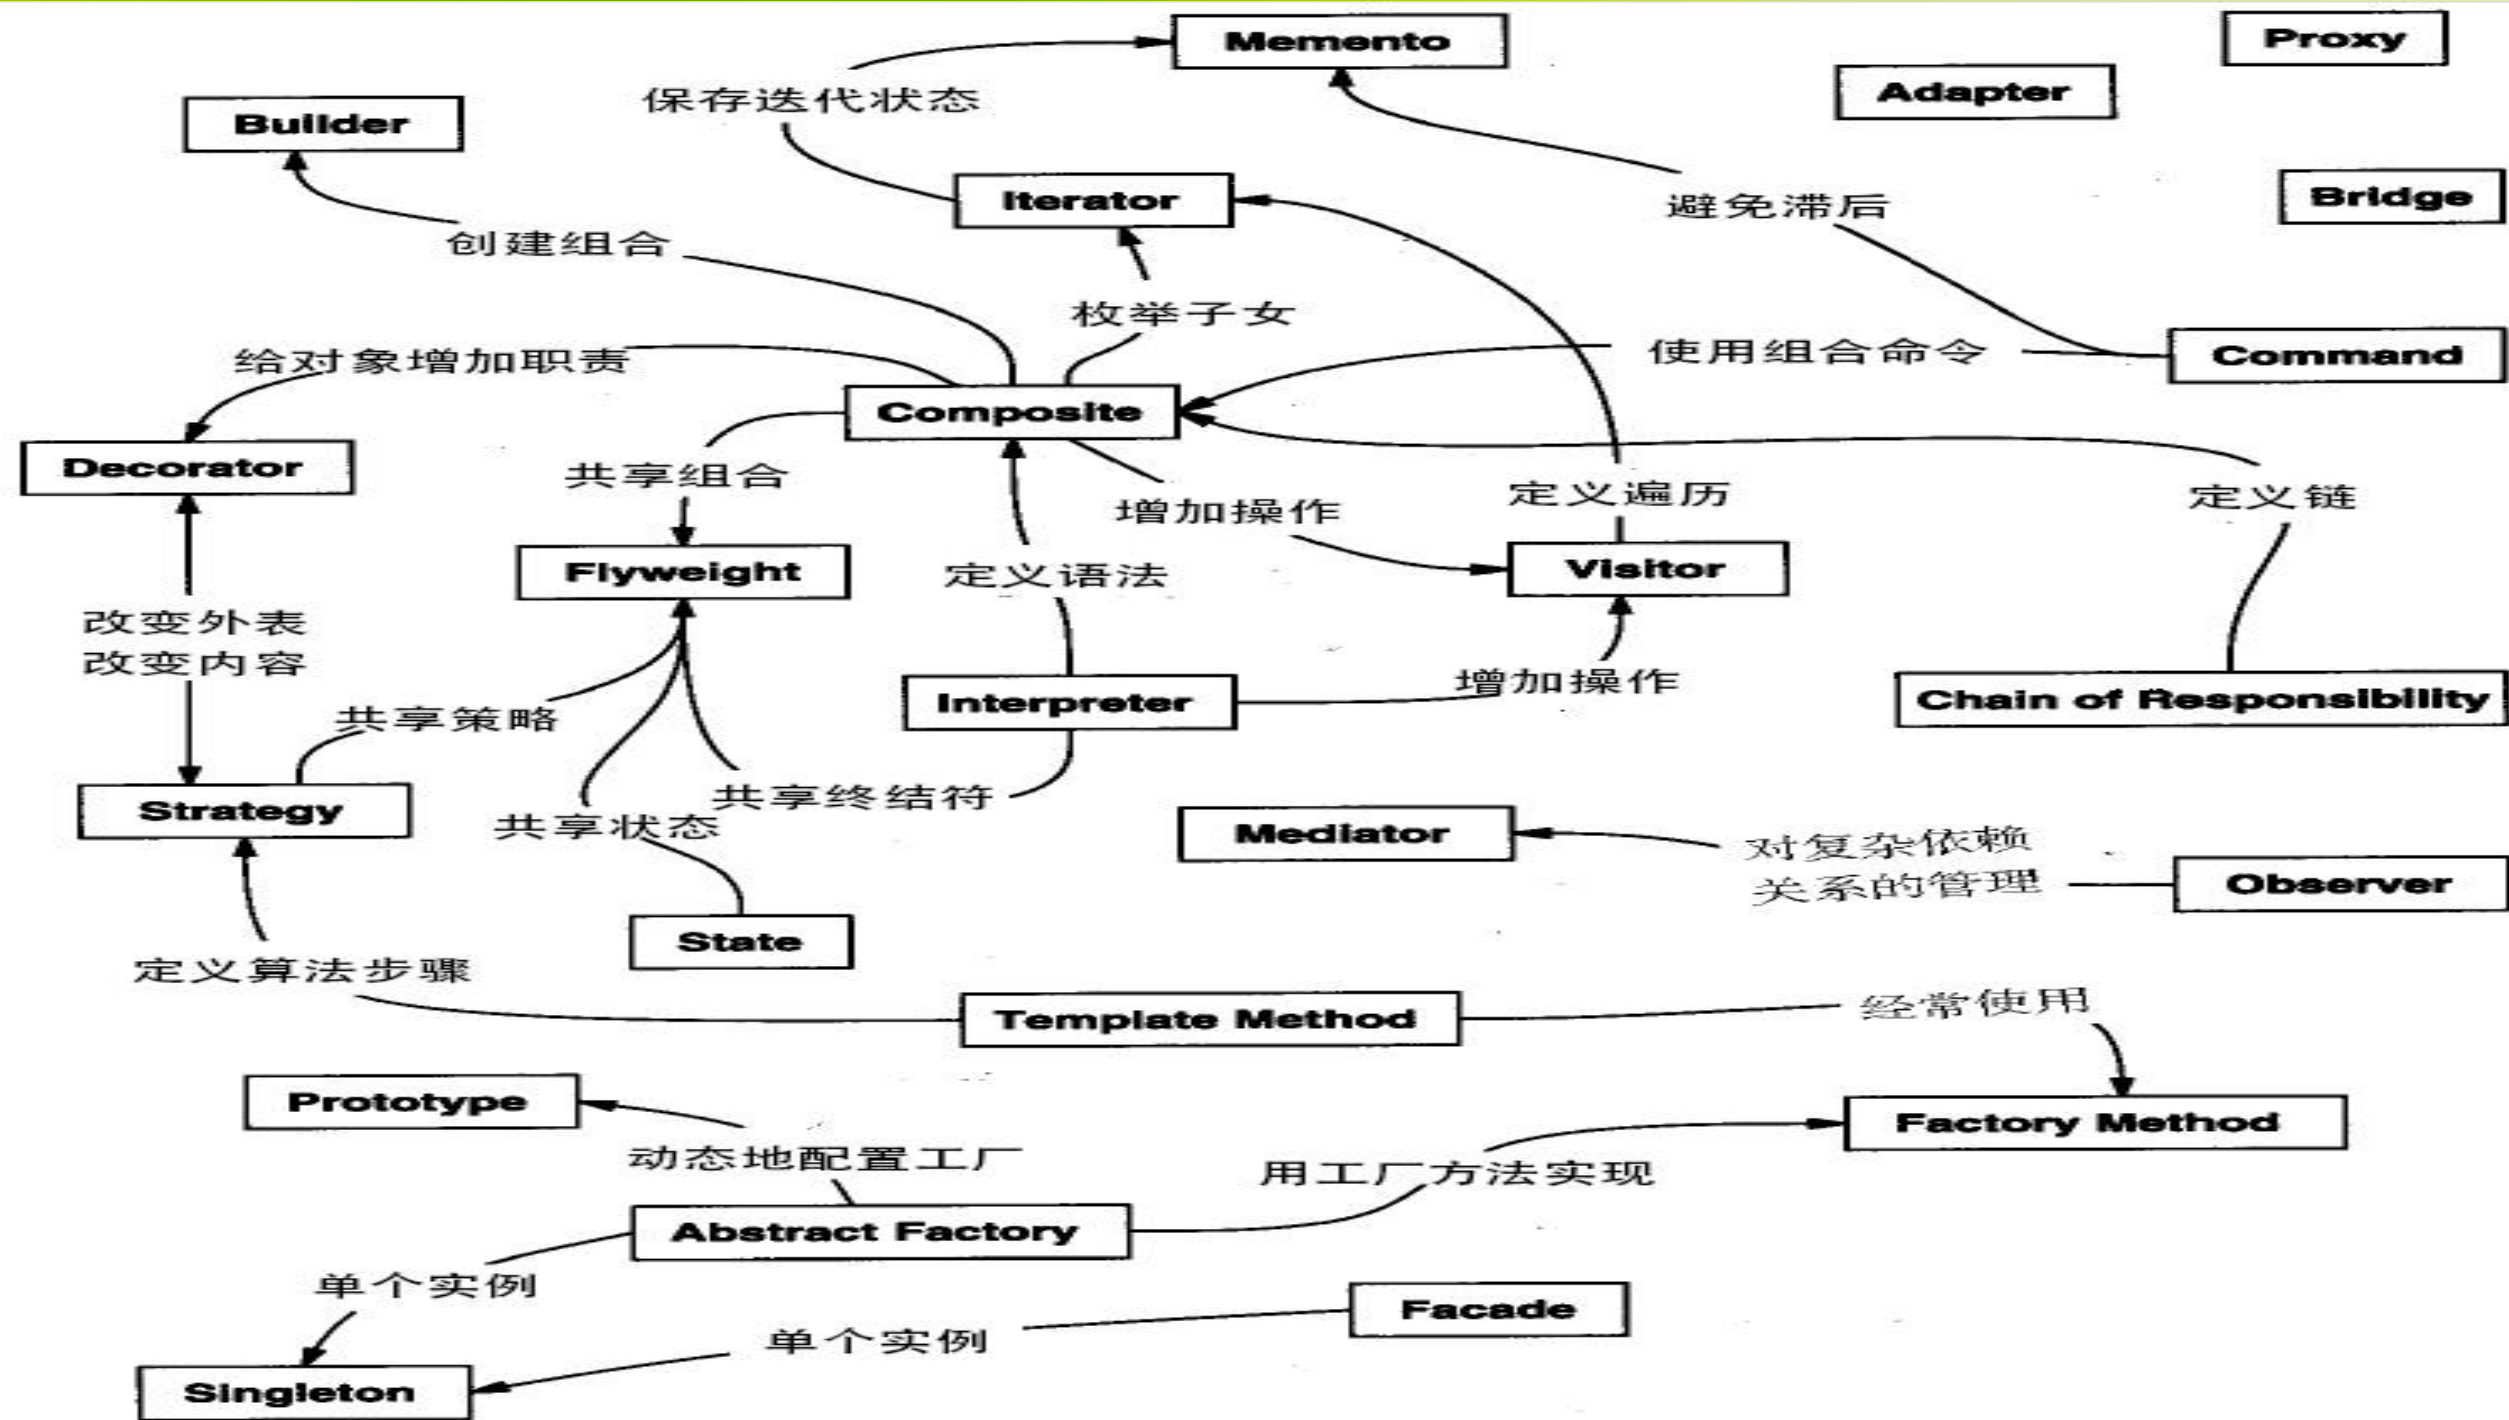 Memento
Proxy
Adapter
保存迭代状态
Builder
Iterator
Bridge
避免滞后
创建组合
枚举子女
使用组合命令
Command
给对象增加职责
Composite
Decorator
共享组合
增加操作
定义遍历
定义链
Flyweight
定义语法
Visitor
改变外表
改变内容
共享策略
Interpreter
增加操作
Chain of Responsibility
Strategy
共享终结符
共享状态
Mediator
对复杂依赖
关系的管理
Observer
State
定义算法步骤
Template Method
经常使用
Prototype
Factory Method
动态地配置工厂
用工厂方法实现
Abstract Factory
单个实例
Facade
单个实例
Singleton